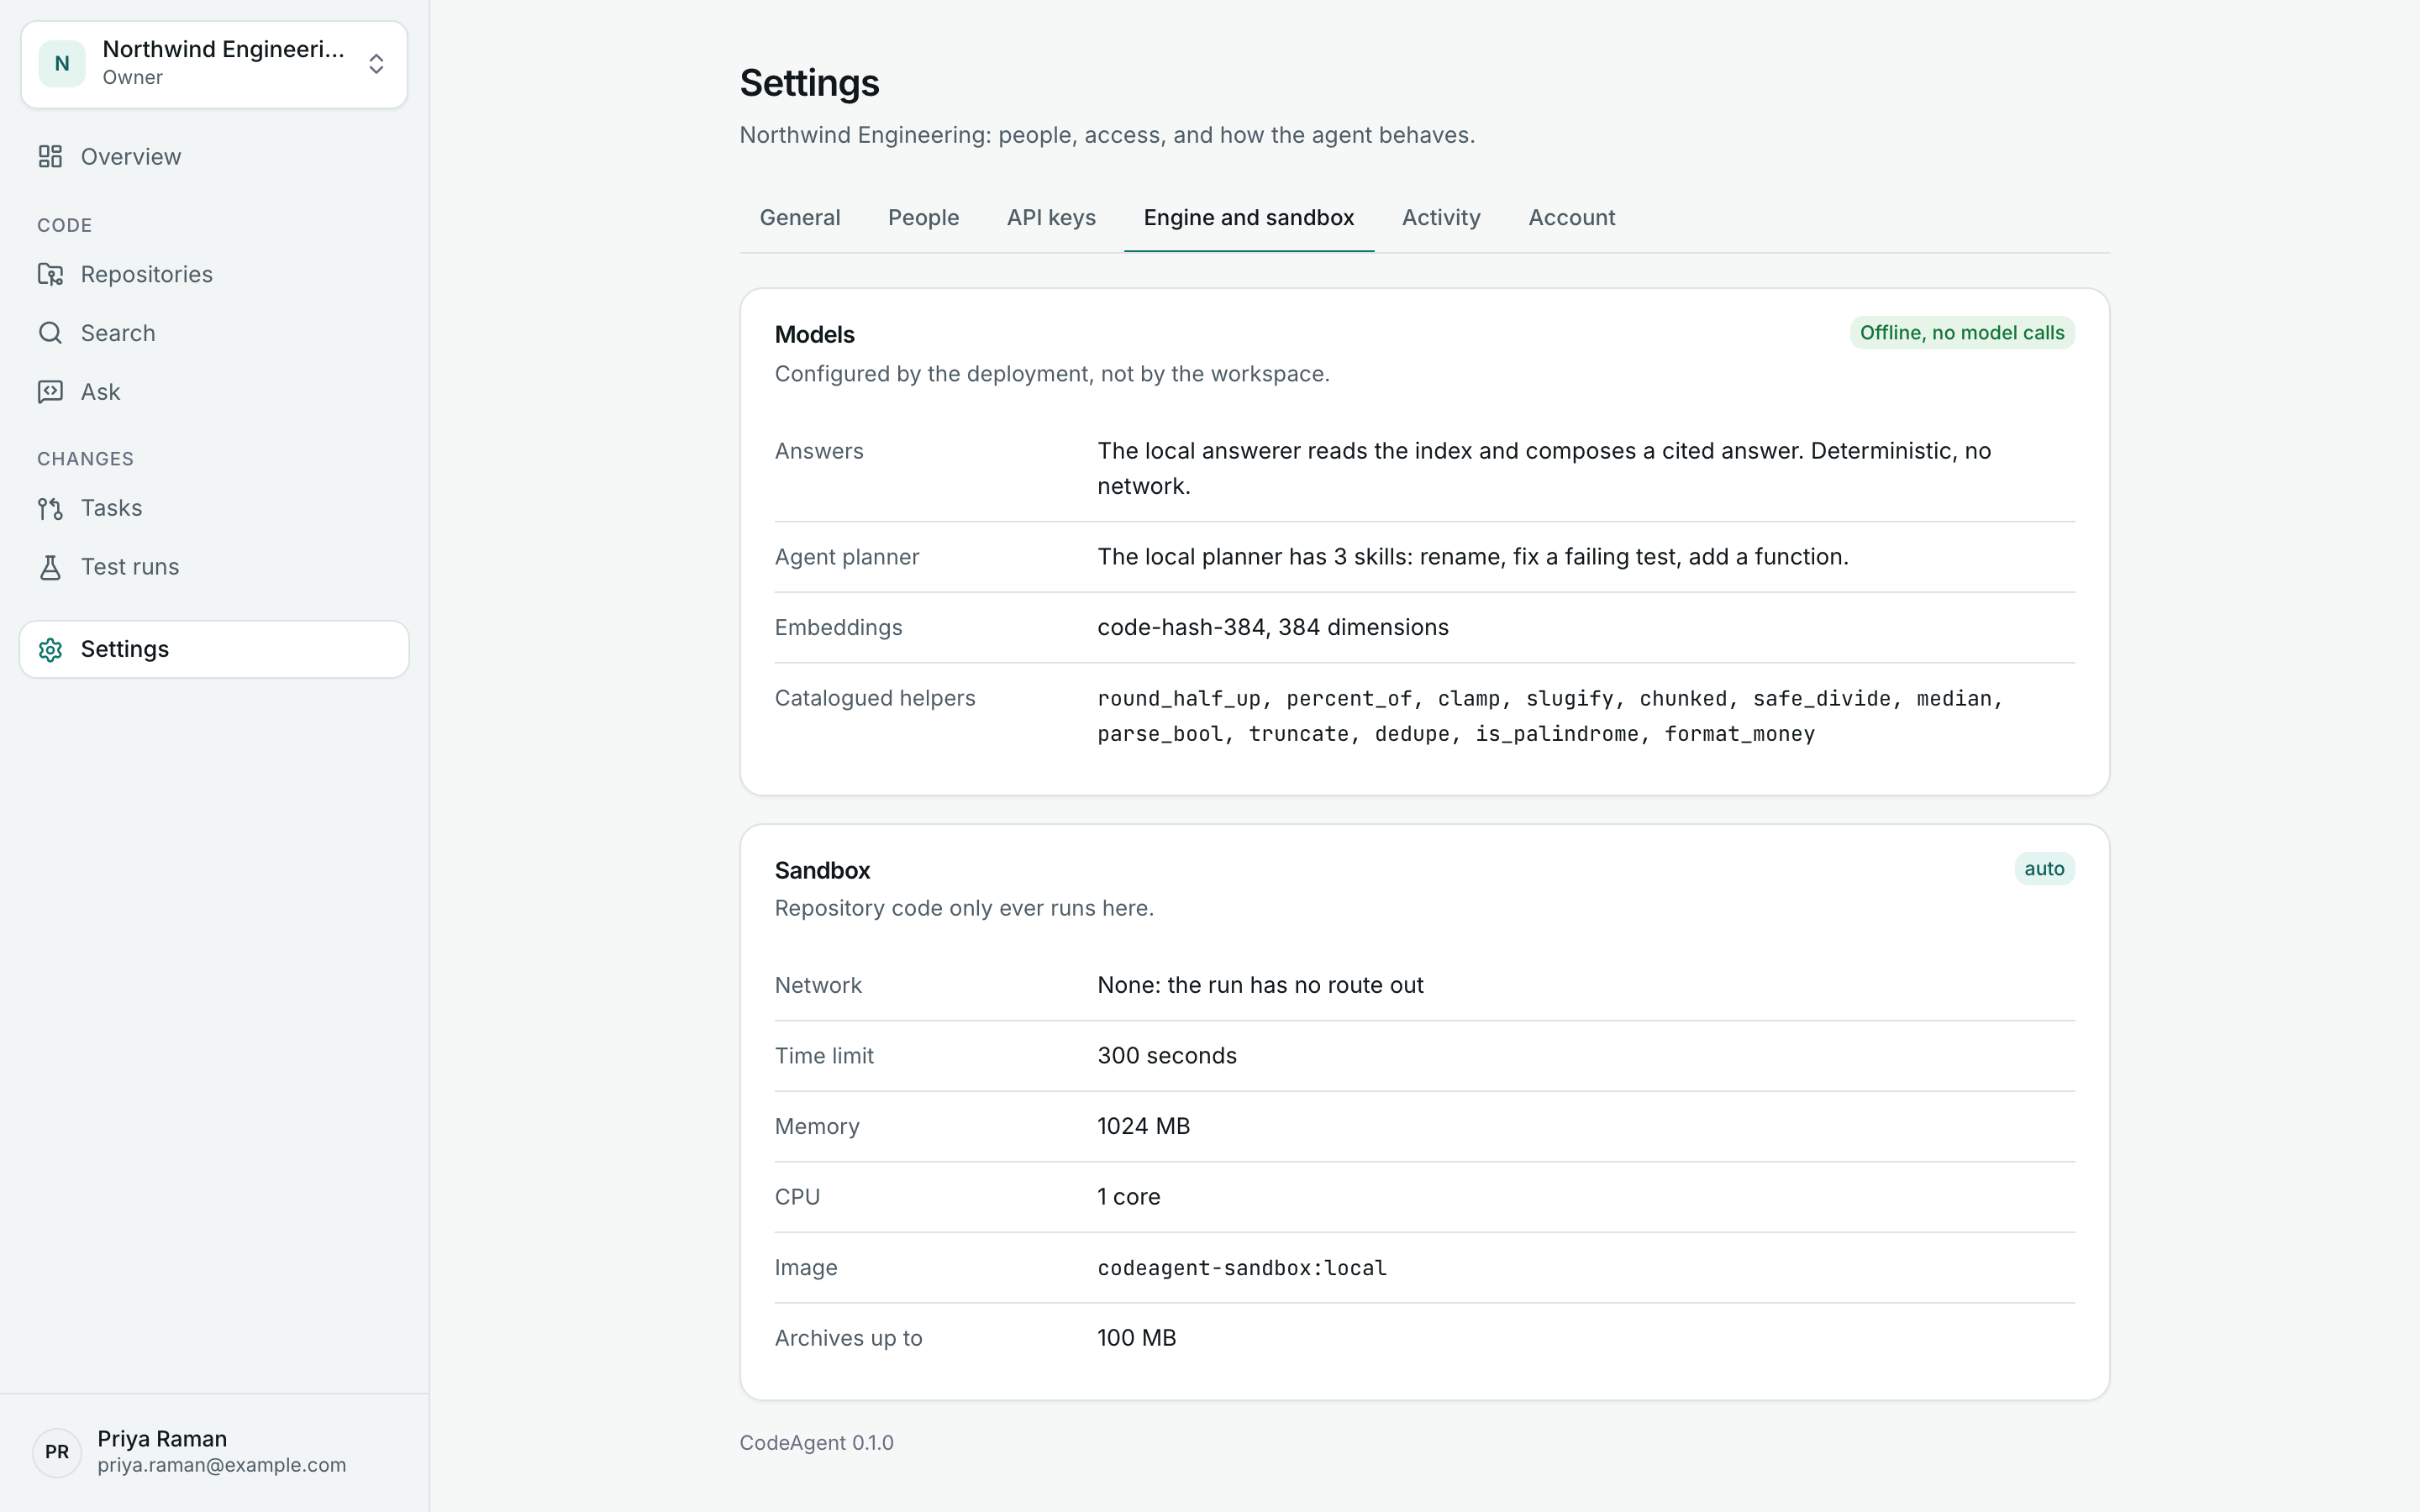 N
Northwind Engineeri...
Owner
Overview
CODE
Repositories
Search
Ask
CHANGES
Tasks
Test runs
Settings
PR
Priya Raman
priya.raman@example.com
Settings
Northwind Engineering: people, access, and how the agent behaves.
General People API keys Engine and sandbox Activity Account
Models
Offline, no model calls
Configured by the deployment, not by the workspace.
Answers The local answerer reads the index and composes a cited answer. Deterministic, no
network.
Agent planner The local planner has 3 skills: rename, fix a failing test, add a function.
Embeddings code-hash-384, 384 dimensions
Catalogued helpers round_half_up, percent_of, clamp, slugify, chunked, safe_divide, median,
parse_bool, truncate, dedupe, is_palindrome, format_money
Sandbox
auto
Repository code only ever runs here.
Network None: the run has no route out
Time limit 300 seconds
Memory 1024 MB
CPU 1 core
Image codeagent-sandbox:local
Archives up to 100 MB
CodeAgent 0.1.0